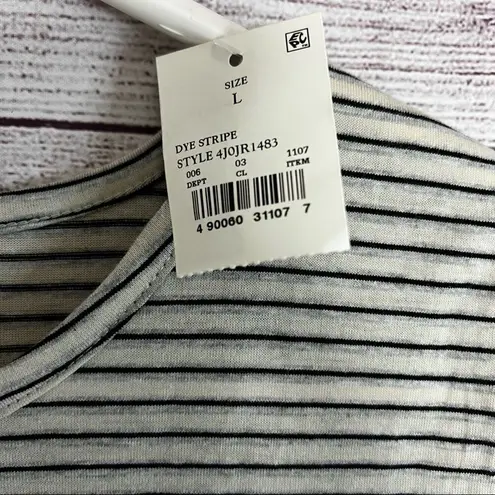 SIZE
L
DYE STRIPE
STYLE 4J0JR1483
006 03 1107
DEPT CL ITEM
4 90060 31107 7